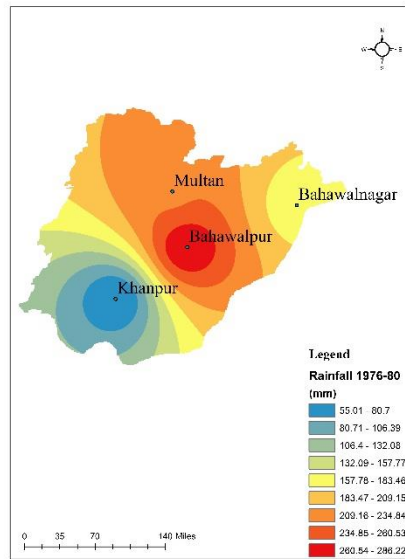 N
W E
S
Multan
Bahawalnagar
Bahawalpur
Khanpur
Legend
Rainfall 1976-80
(mm)
55.01 - 80.7
80.71 - 106.39
106.4 - 132.08
132.09 - 157.77
157.78 - 183.46
183.47 - 209.15
209.16 - 234.84
234.85 - 260.53
260.54 - 286.22
0 35 70 140 Miles